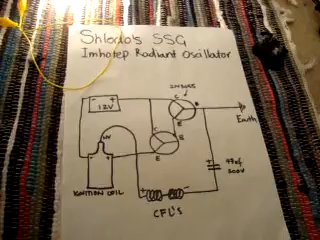 Shlodo's SSG
Imhotep Radiant Oscillator
2N3055
- +
12V
C
B
E
Earth
C
B
E
HV
- +
+
47uf
300V
IGNITION COIL
+ -
CFL's